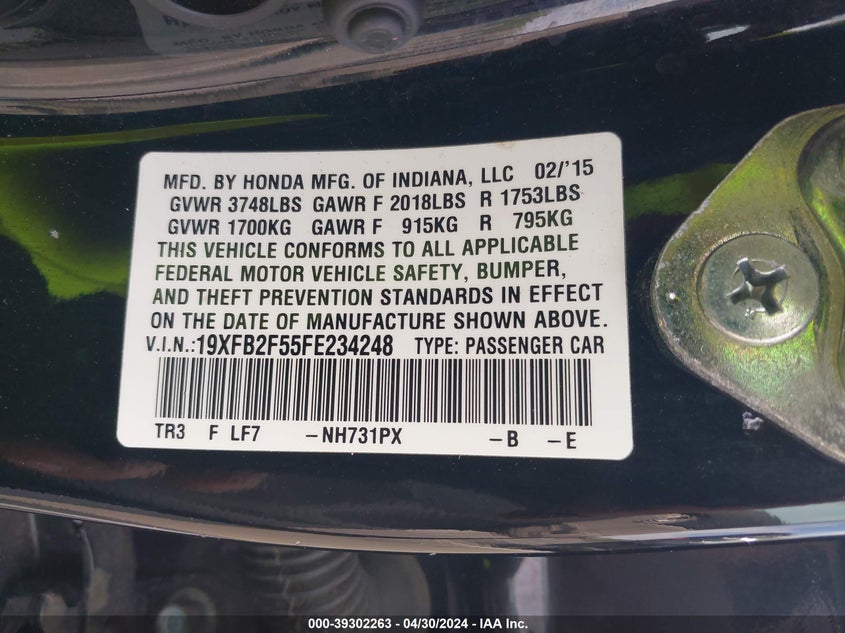 MFD. BY HONDA MFG. OF INDIANA, LLC 02/'15
GVWR 3748LBS GAWR F 2018LBS R 1753LBS
GVWR 1700KG GAWR F 915KG R 795KG
THIS VEHICLE CONFORMS TO ALL APPLICABLE
FEDERAL MOTOR VEHICLE SAFETY, BUMPER,
AND THEFT PREVENTION STANDARDS IN EFFECT
ON THE DATE OF MANUFACTURE SHOWN ABOVE.
V.I.N.:19XFB2F55FE234248 TYPE: PASSENGER CAR
TR3 F LF7 -NH731PX -B -E
000-39302263 - 04/30/2024 - IAA Inc.